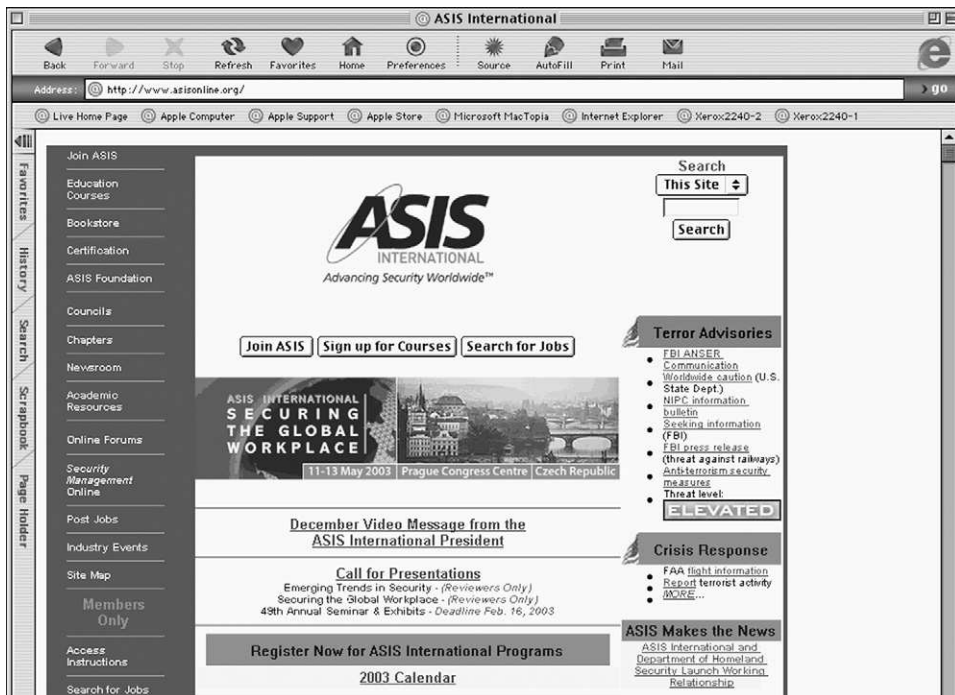 ASIS International
Back Forward Stop Refresh Favorites Home Preferences Source AutoFill Print Mail
Address: http://www.asisonline.org/ go
Live Home Page Apple Computer Apple Support Apple Store Microsoft MacTopia Internet Explorer Xerox2240-2 Xerox2240-1
Favorites
History
Search
Scrapbook
Page Holder
Join ASIS
Education
Courses
Bookstore
Certification
ASIS Foundation
Councils
Chapters
Newsroom
Academic
Resources
Online Forums
Security
Management
Online
Post Jobs
Industry Events
Site Map
Members
Only
Access
Instructions
Search for Jobs
ASIS
INTERNATIONAL
Advancing Security Worldwide™
Search
This Site
Search
Join ASIS Sign up for Courses Search for Jobs
ASIS INTERNATIONAL
SECURING
THE GLOBAL
WORKPLACE
11-13 May 2003 Prague Congress Centre Czech Republic
December Video Message from the
ASIS International President
Call for Presentations
Emerging Trends in Security - (Reviewers Only)
Securing the Global Workplace - (Reviewers Only)
49th Annual Seminar & Exhibits - Deadline Feb. 16, 2003
Register Now for ASIS International Programs
2003 Calendar
Terror Advisories
FBI ANSER
Communication
Worldwide caution (U.S.
State Dept.)
NIPC information
bulletin
Seeking information
(FBI)
FBI press release
(threat against railways)
Anti-terrorism security
measures
Threat level:
ELEVATED
Crisis Response
FAA flight information
Report terrorist activity
MORE...
ASIS Makes the News
ASIS International and
Department of Homeland
Security Launch Working
Relationship